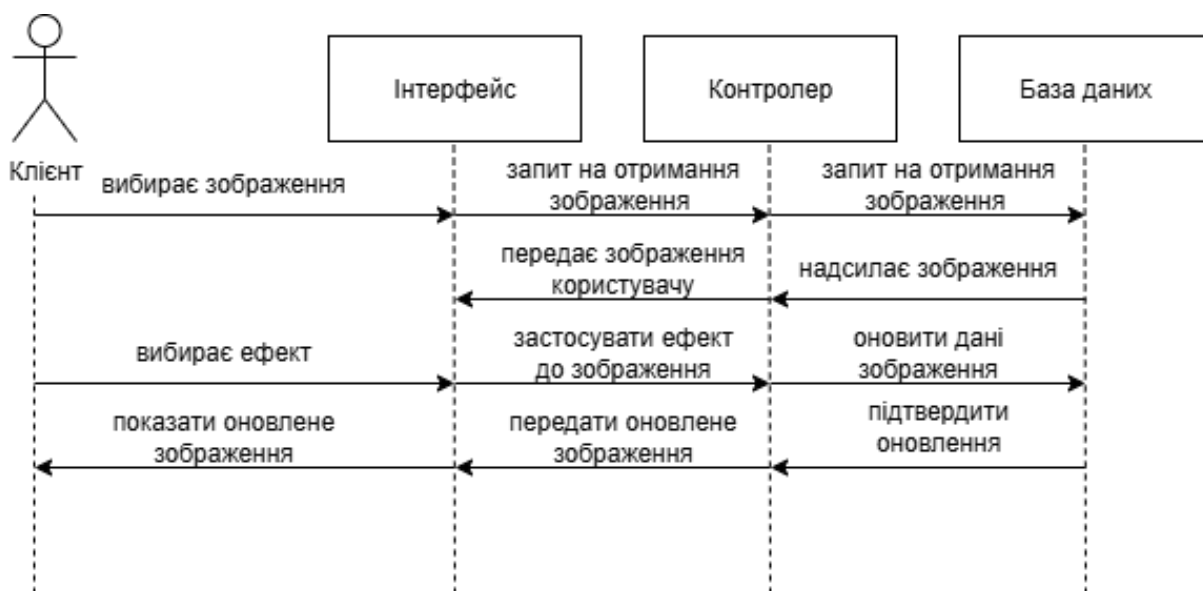 Інтерфейс
Контролер
База даних
Клієнт
вибирає зображення
запит на отримання
зображення
запит на отримання
зображення
передає зображення
користувачу
надсилає зображення
вибирає ефект
застосувати ефект
до зображення
оновити дані
зображення
показати оновлене
зображення
передати оновлене
зображення
підтвердити
оновлення